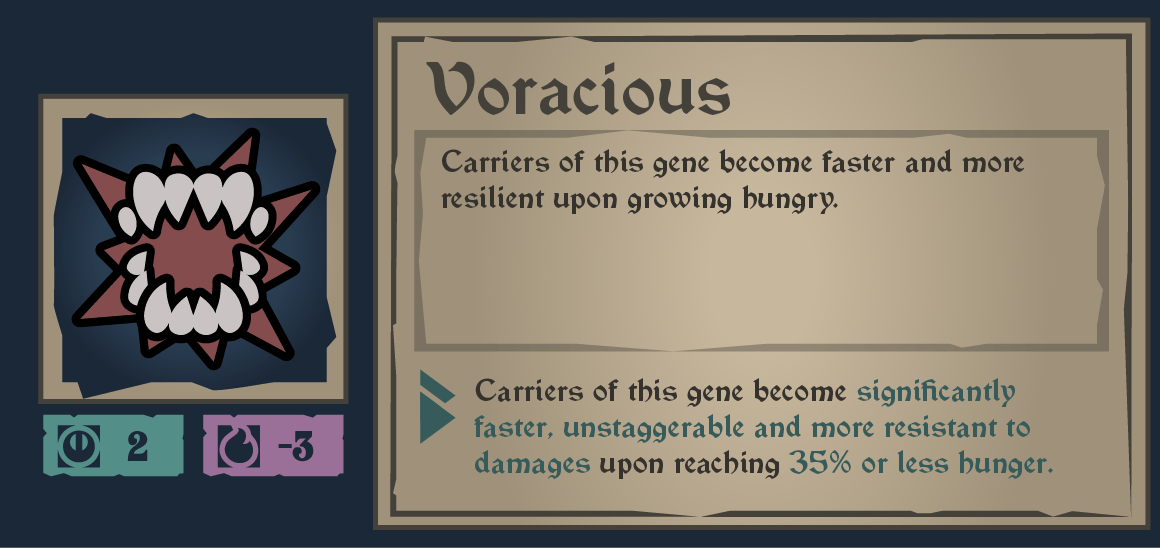 Voracious
Carriers of this gene become faster and more
resilient upon growing hungry.
Carriers of this gene become significantly
faster, unstaggerable and more resistant to
damages upon reaching 35% or less hunger.
2
-3